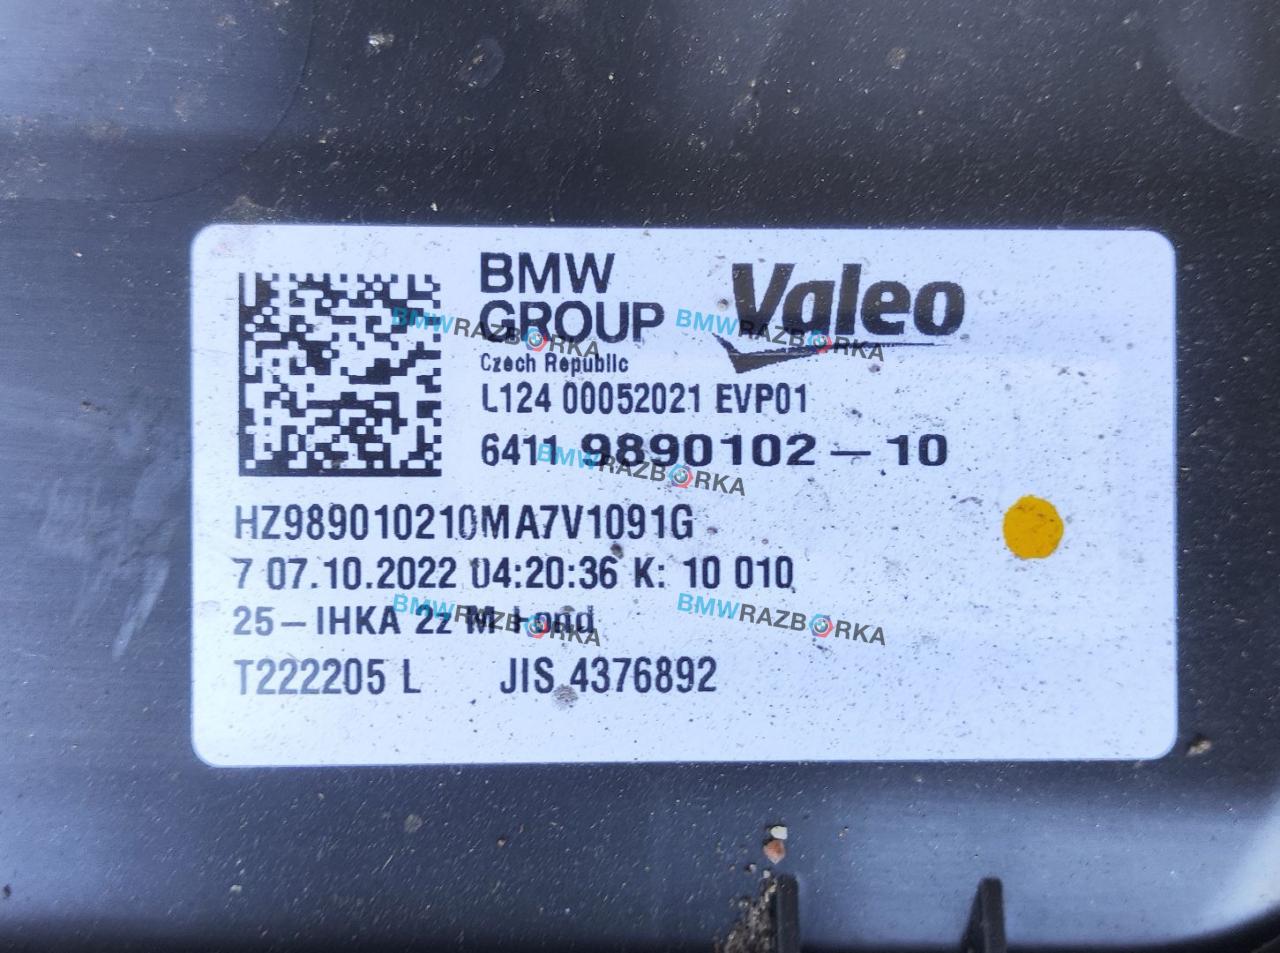 BMW
GROUP
Valeo
Czech Republic
L124 00052021 EVP01
6411 9890102-10
HZ989010210MA7V1091G
7 07.10.2022 04:20:36 K: 10 010
25-IHKA 2z M Fond
T222205 L JIS 4376892
BMWRAZBORKA
BMWRAZBORKA
BMWRAZBORKA
BMWRAZBORKA
BMWRAZBORKA